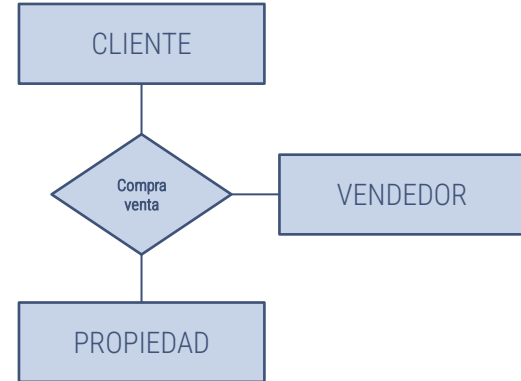 CLIENTE
Compra
venta
VENDEDOR
PROPIEDAD